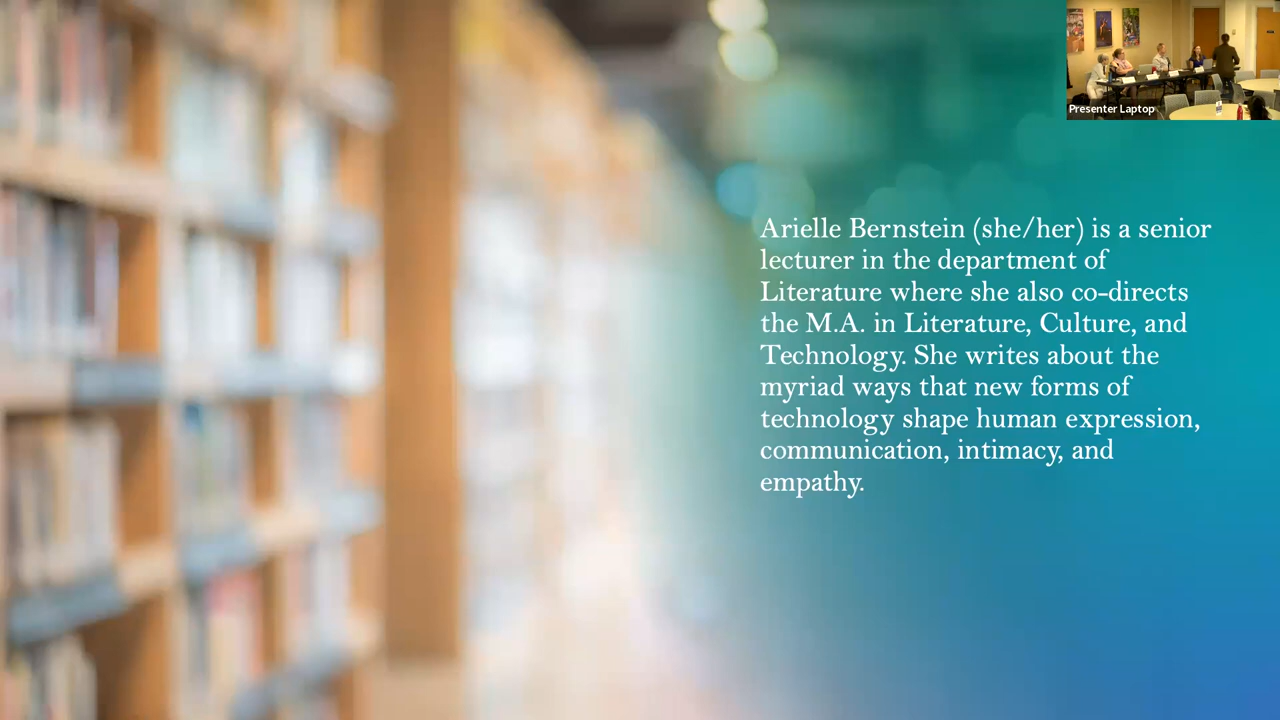 Presenter Laptop
Arielle Bernstein (she/her) is a senior
lecturer in the department of
Literature where she also co-directs
the M.A. in Literature, Culture, and
Technology. She writes about the
myriad ways that new forms of
technology shape human expression,
communication, intimacy, and
empathy.